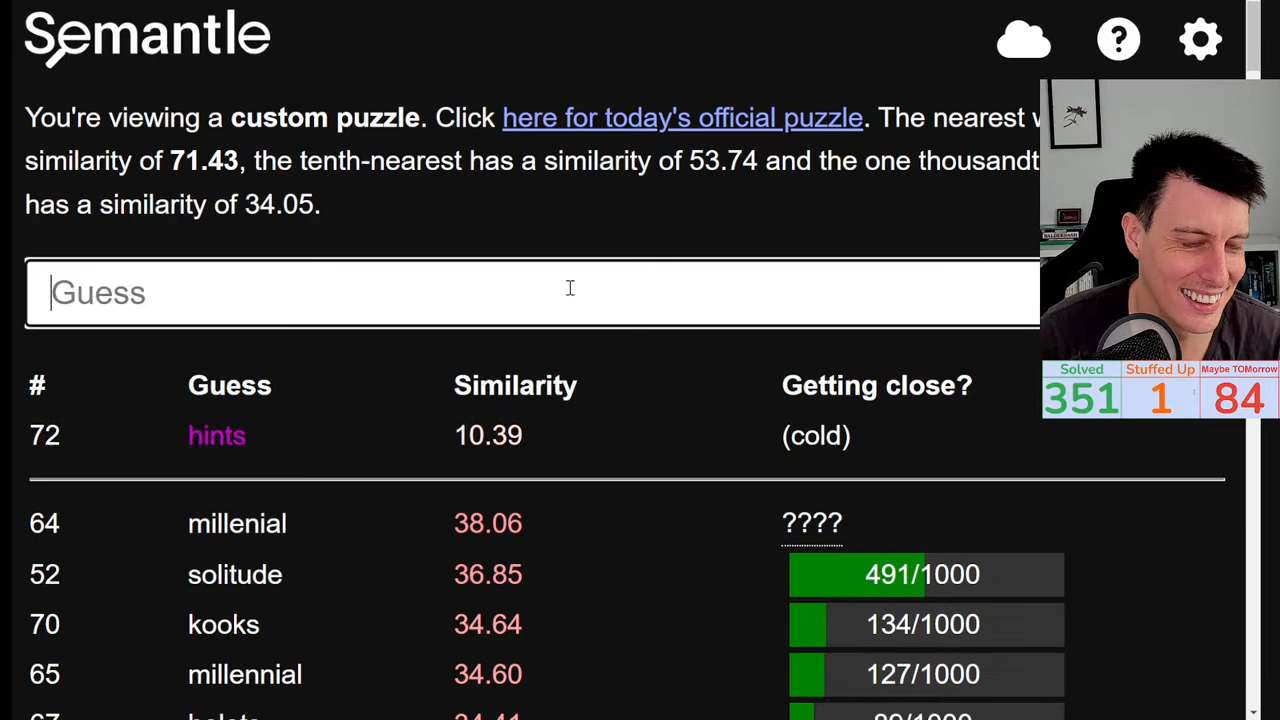 Semantle
?
You're viewing a custom puzzle. Click here for today's official puzzle. The nearest
similarity of 71.43, the tenth-nearest has a similarity of 53.74 and the one thousandt
has a similarity of 34.05.
Guess
# Guess Similarity Getting close?
72 hints 10.39 (cold)
64 millenial 38.06 ????
52 solitude 36.85 491/1000
70 kooks 34.64 134/1000
65 millennial 34.60 127/1000
Solved Stuffed Up Maybe TOMorrow
351 1 84